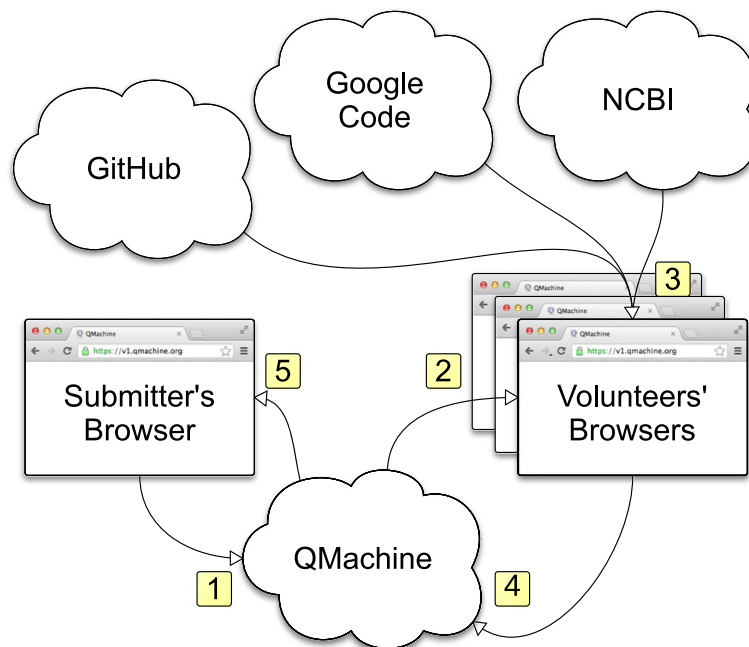 Google
Code
NCBI
GitHub
3
QMachine
QMachine
QMachine
https://v1.qmachine.org
QMachine
https://v1.qmachine.org
5
2
Submitter's
Browser
Volunteers'
Browsers
QMachine
1
4